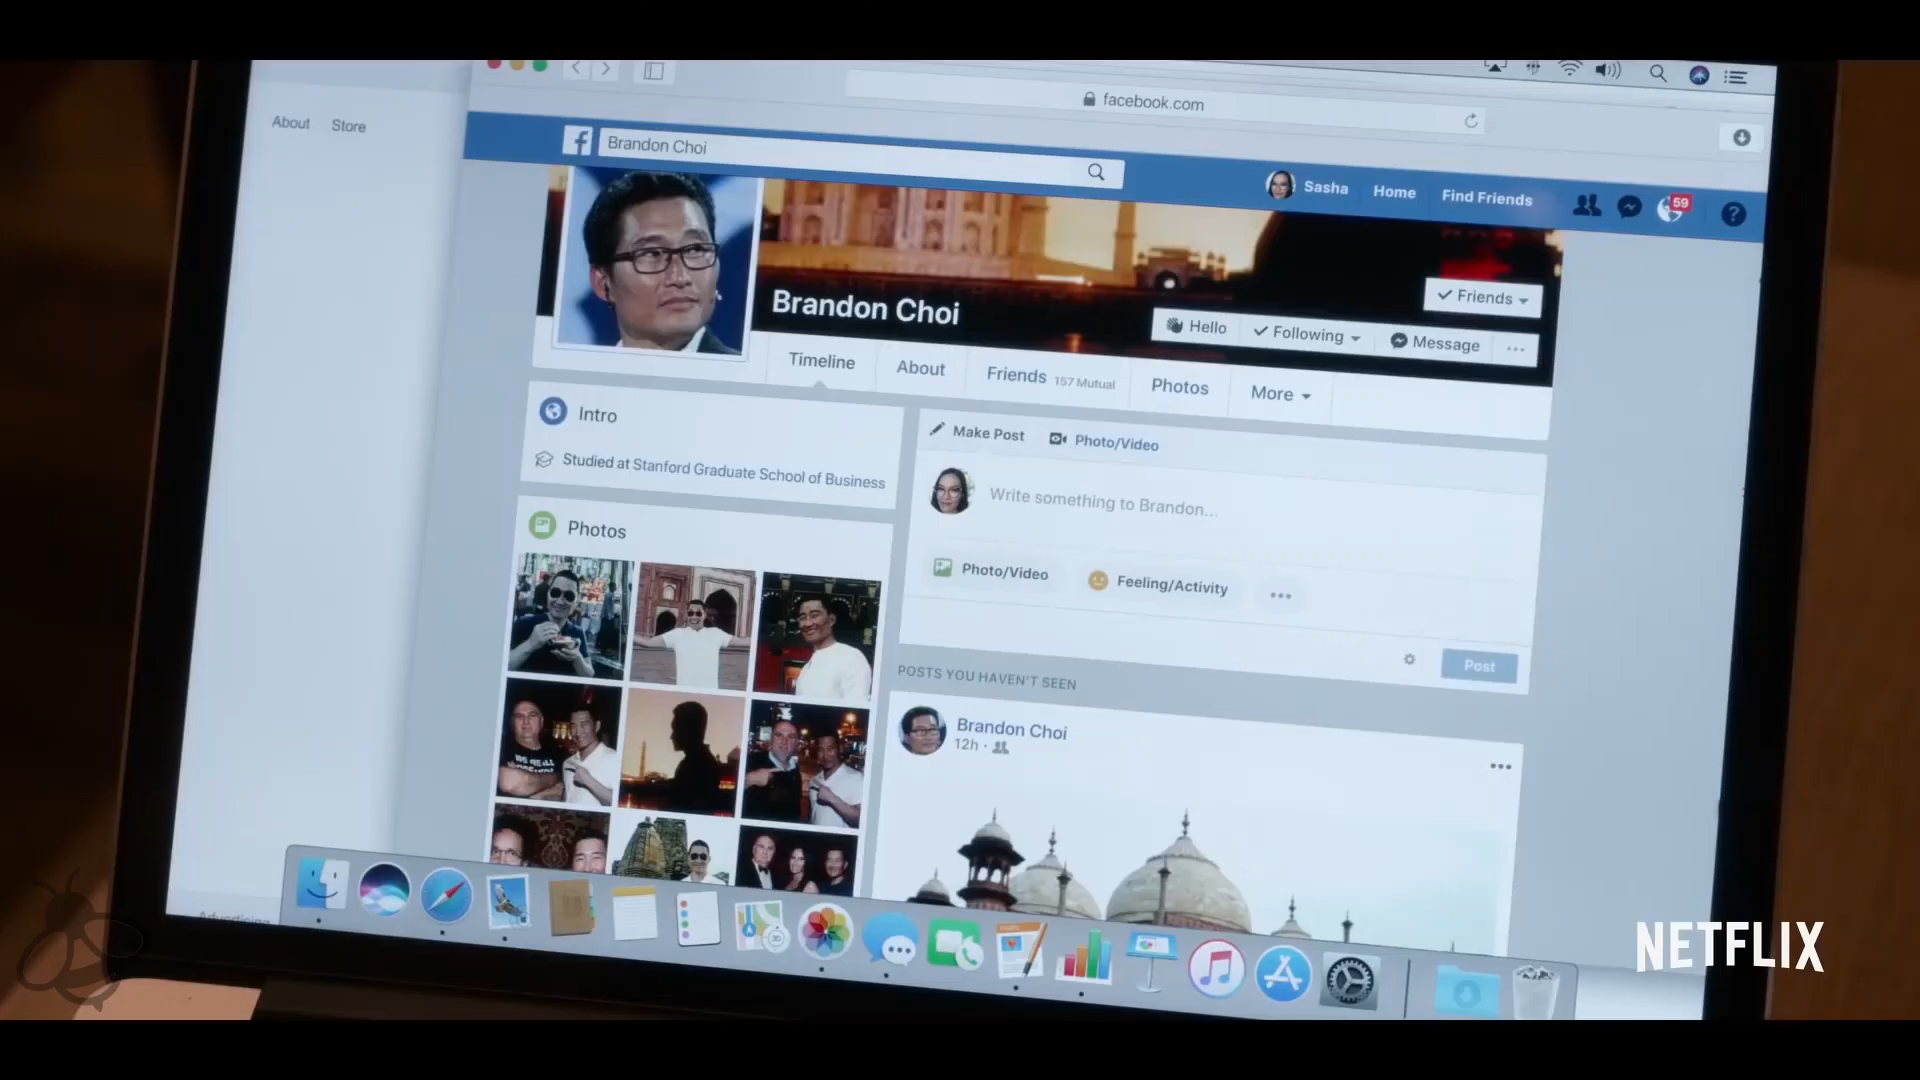 facebook.com
About Store
Brandon Choi
Sasha Home Find Friends 59 ?
Brandon Choi
Friends
Hello Following Message ...
Timeline About Friends 157 Mutual Photos More
Intro
Studied at Stanford Graduate School of Business
Photos
Make Post Photo/Video
Write something to Brandon...
Photo/Video Feeling/Activity ...
Post
POSTS YOU HAVEN'T SEEN
Brandon Choi
12h
NETFLIX